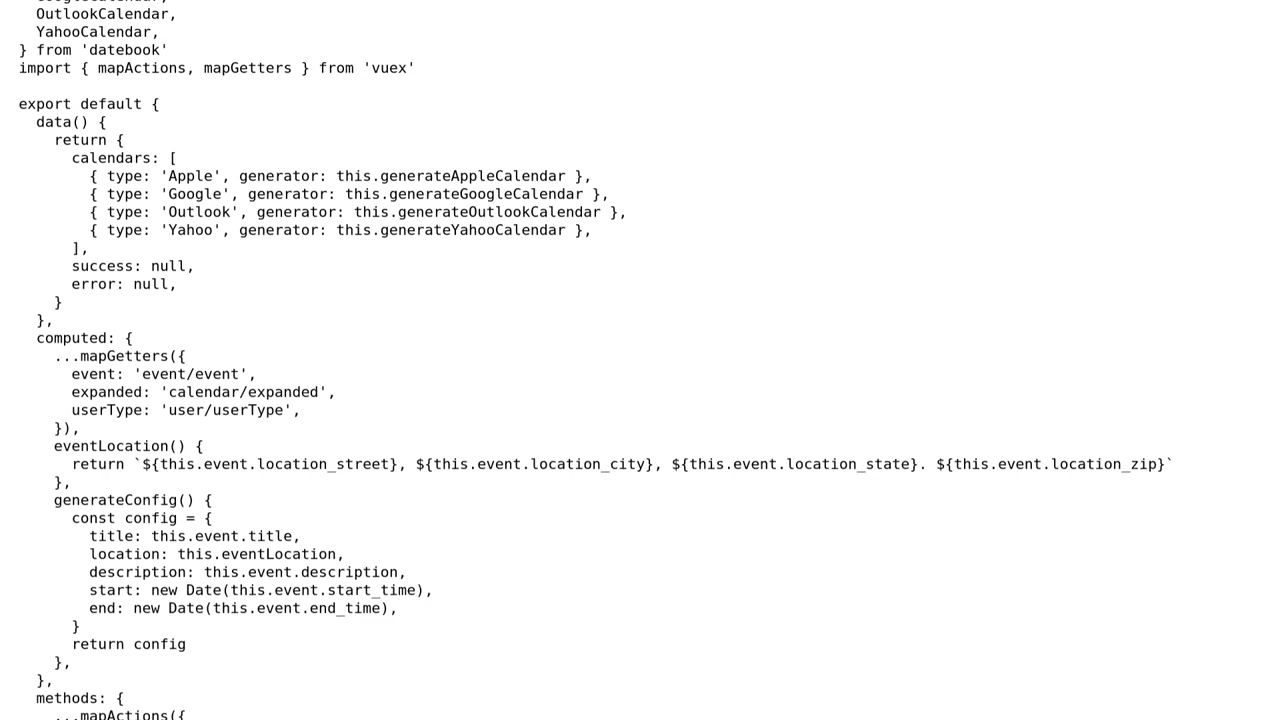 OutlookCalendar,
YahooCalendar,
} from 'datebook'
import { mapActions, mapGetters } from 'vuex'
export default {
data() {
return {
calendars: [
{ type: 'Apple', generator: this.generateAppleCalendar },
{ type: 'Google', generator: this.generateGoogleCalendar },
{ type: 'Outlook', generator: this.generateOutlookCalendar },
{ type: 'Yahoo', generator: this.generateYahooCalendar },
],
success: null,
error: null,
}
},
computed: {
...mapGetters({
event: 'event/event',
expanded: 'calendar/expanded',
userType: 'user/userType',
}),
eventLocation() {
return `${this.event.location_street}, ${this.event.location_city}, ${this.event.location_state}. ${this.event.location_zip}`
},
generateConfig() {
const config = {
title: this.event.title,
location: this.eventLocation,
description: this.event.description,
start: new Date(this.event.start_time),
end: new Date(this.event.end_time),
}
return config
},
},
methods: {
...mapActions({